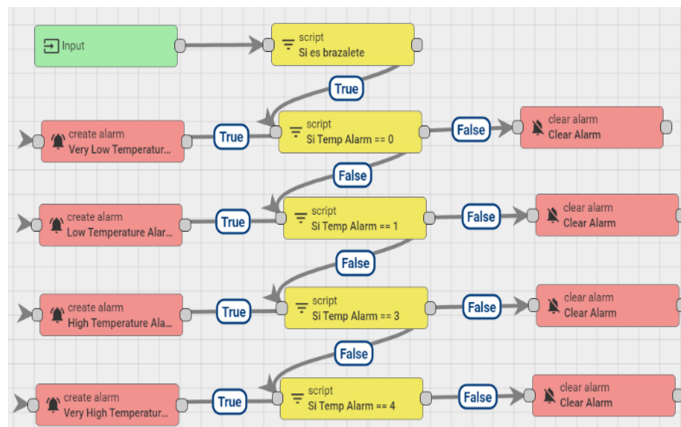 Input
script
Si es brazalete
True
create alarm
Very Low Temperatur...
True
script
Si Temp Alarm == 0
False
clear alarm
Clear Alarm
False
create alarm
Low Temperature Alar...
True
script
Si Temp Alarm == 1
False
clear alarm
Clear Alarm
False
create alarm
High Temperature Ala...
True
script
Si Temp Alarm == 3
False
clear alarm
Clear Alarm
False
create alarm
Very High Temperatur...
True
script
Si Temp Alarm == 4
False
clear alarm
Clear Alarm